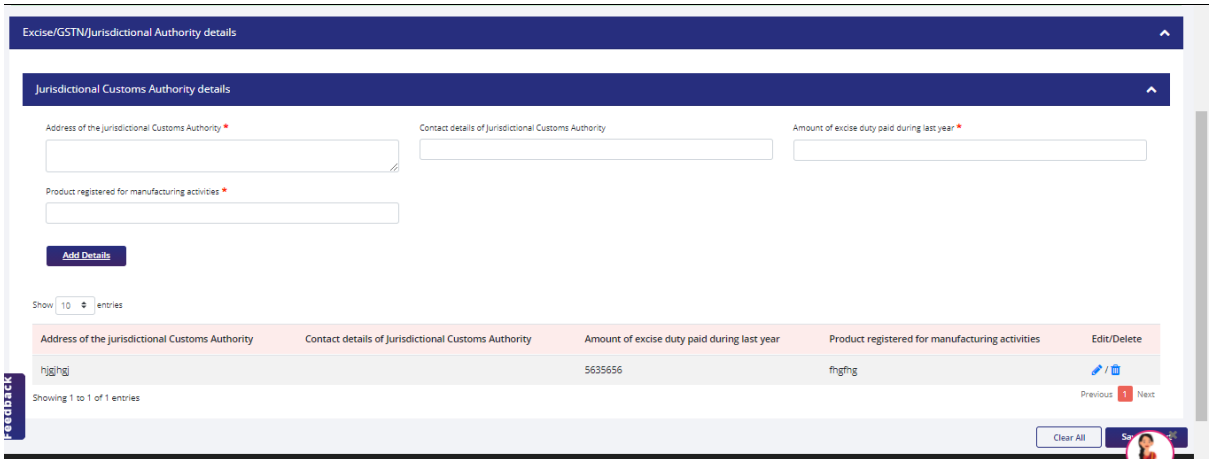 Excise/GSTN/Jurisdictional Authority details
Jurisdictional Customs Authority details
Address of the jurisdictional Customs Authority *
Contact details of Jurisdictional Customs Authority
Amount of excise duty paid during last year *
Product registered for manufacturing activities *
Add Details
Show 10 entries
Address of the jurisdictional Customs Authority Contact details of Jurisdictional Customs Authority Amount of excise duty paid during last year Product registered for manufacturing activities Edit/Delete
hjgjhgj 5635656 fhgfhg /
Showing 1 to 1 of 1 entries
Previous 1 Next
Feedback
Clear All